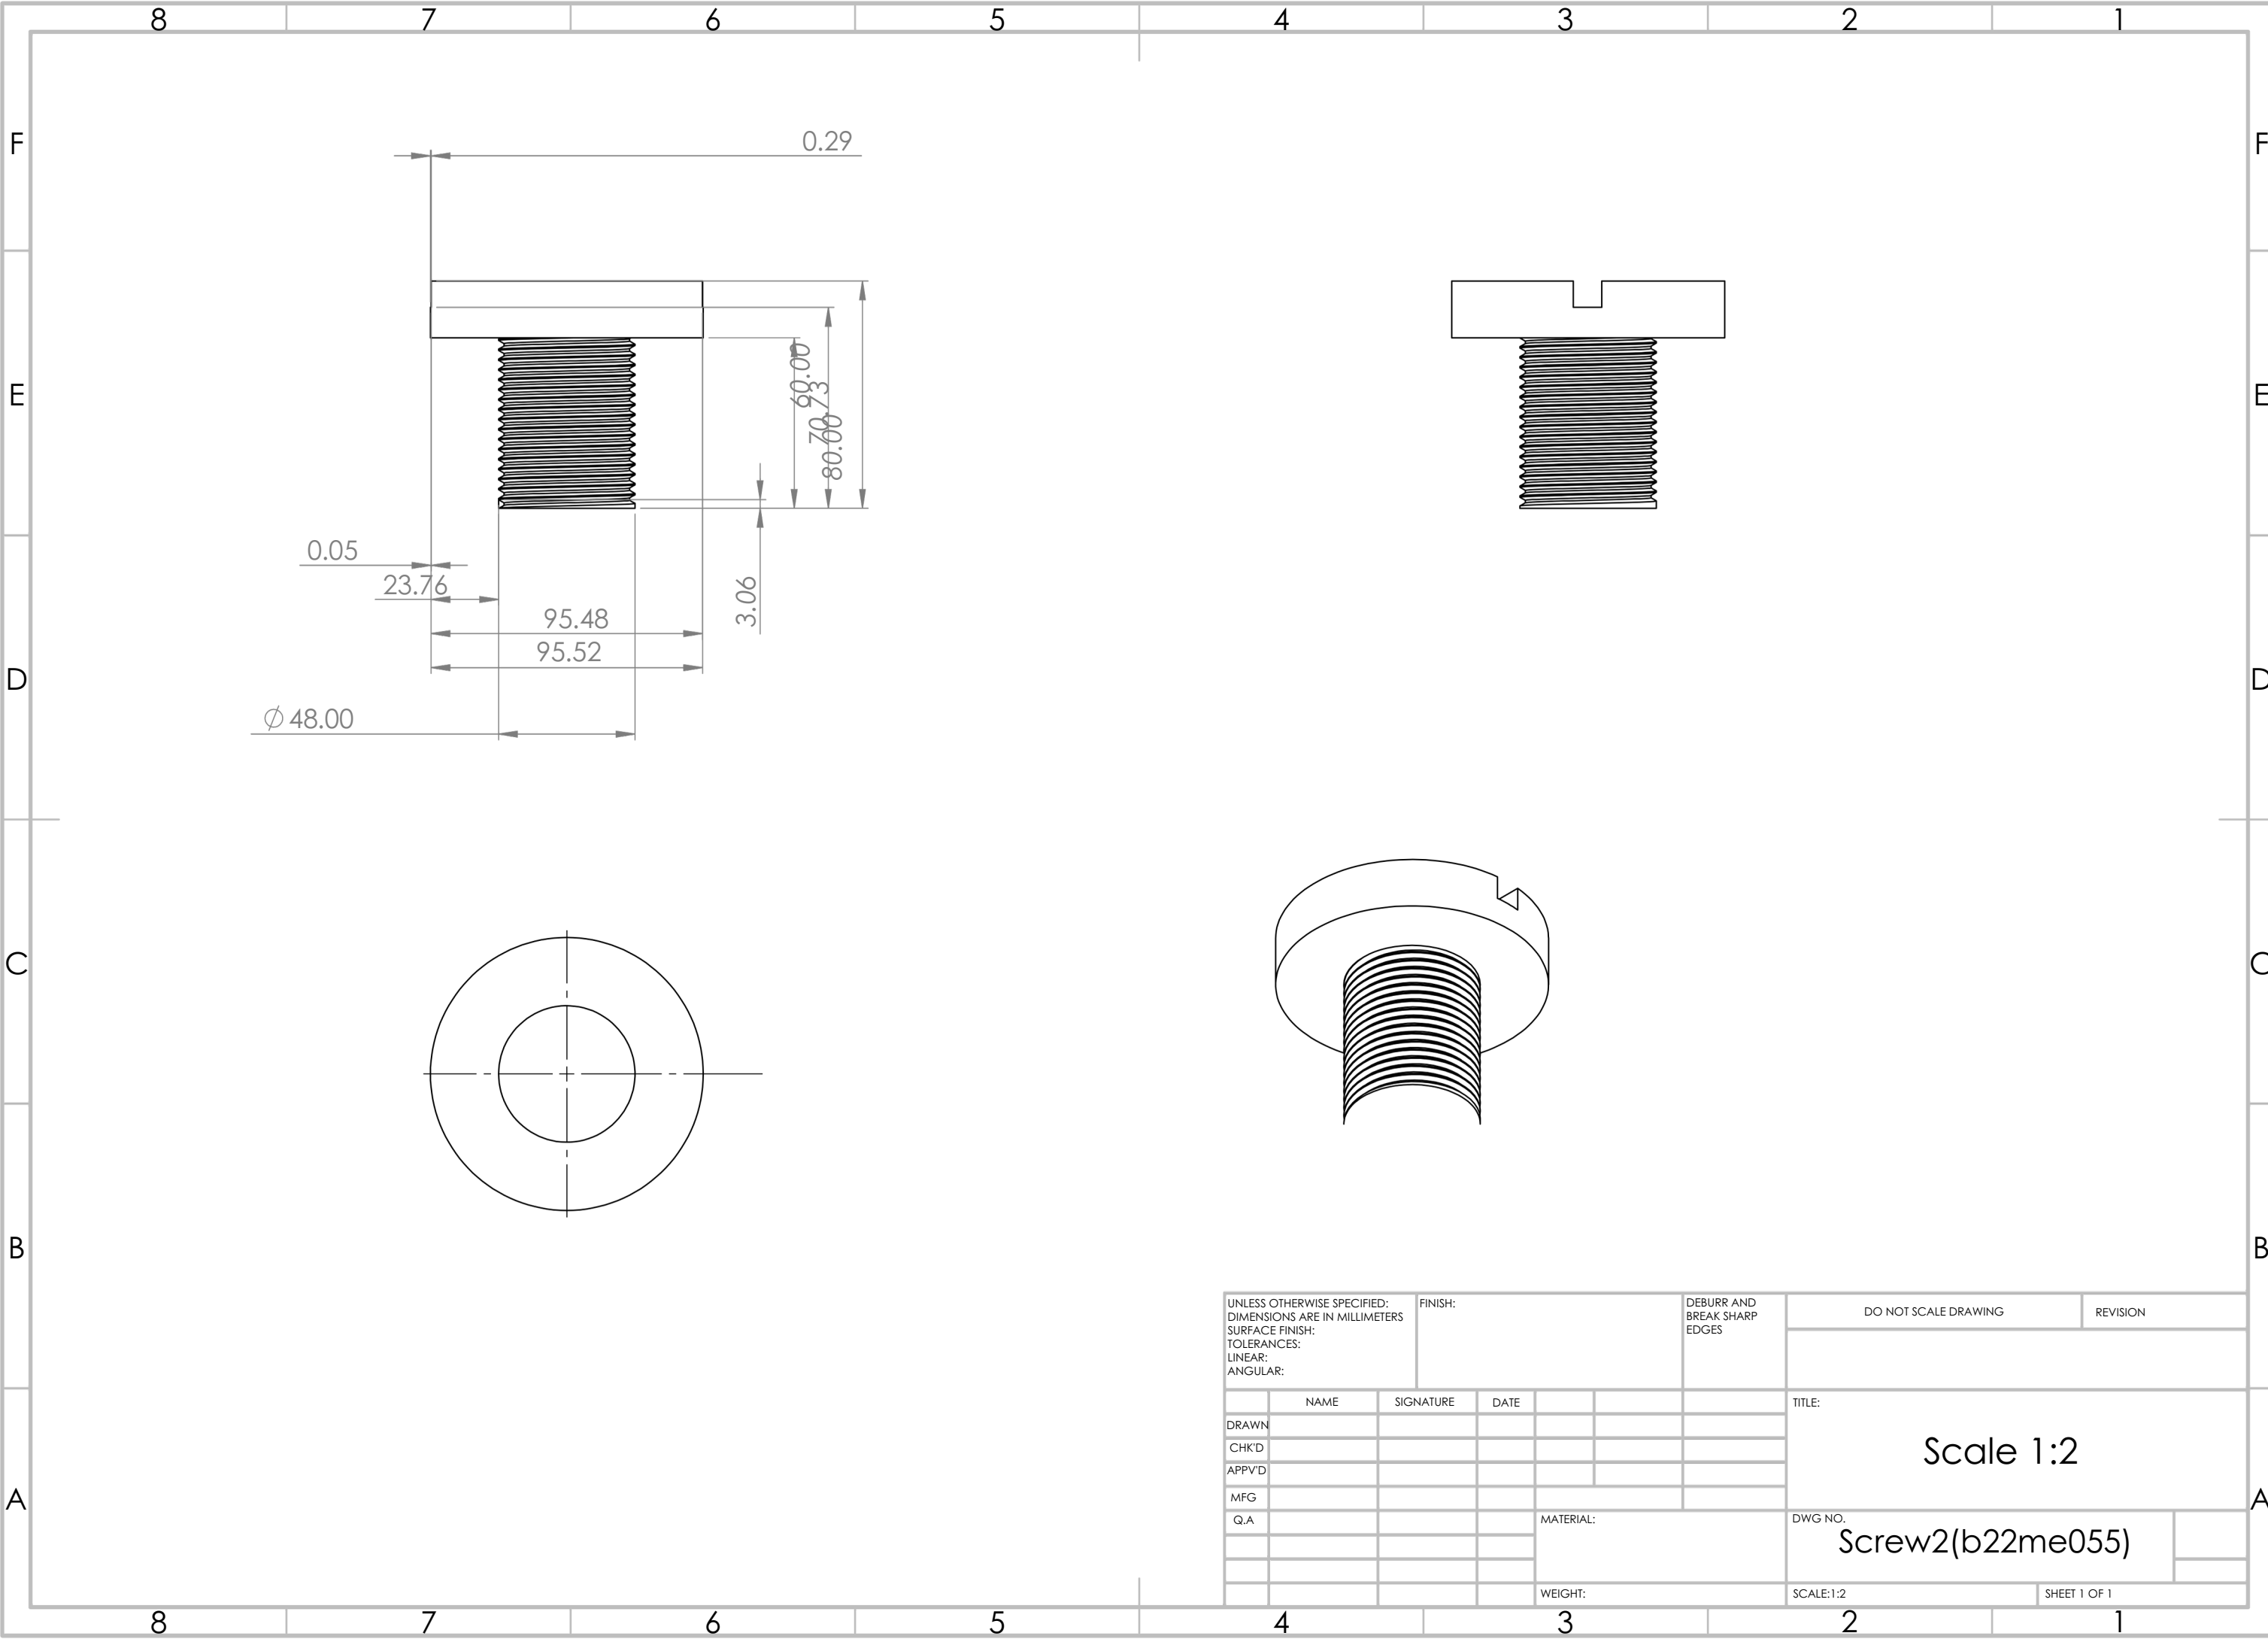 8 7 6 5 4 3 2 1
F F
0.29
E E
60.00
70.73
80.00
0.05
23.76
3.06
95.48
95.52
D D
∅48.00
C C
B B
UNLESS OTHERWISE SPECIFIED:
DIMENSIONS ARE IN MILLIMETERS
SURFACE FINISH:
TOLERANCES:
LINEAR:
ANGULAR:
FINISH:
DEBURR AND
BREAK SHARP
EDGES
DO NOT SCALE DRAWING
REVISION
NAME SIGNATURE DATE
DRAWN
CHK'D
APPV'D
MFG
Q.A
TITLE:
Scale 1:2
A A
MATERIAL:
DWG NO.
Screw2(b22me055)
WEIGHT:
SCALE:1:2
SHEET 1 OF 1
8 7 6 5 4 3 2 1